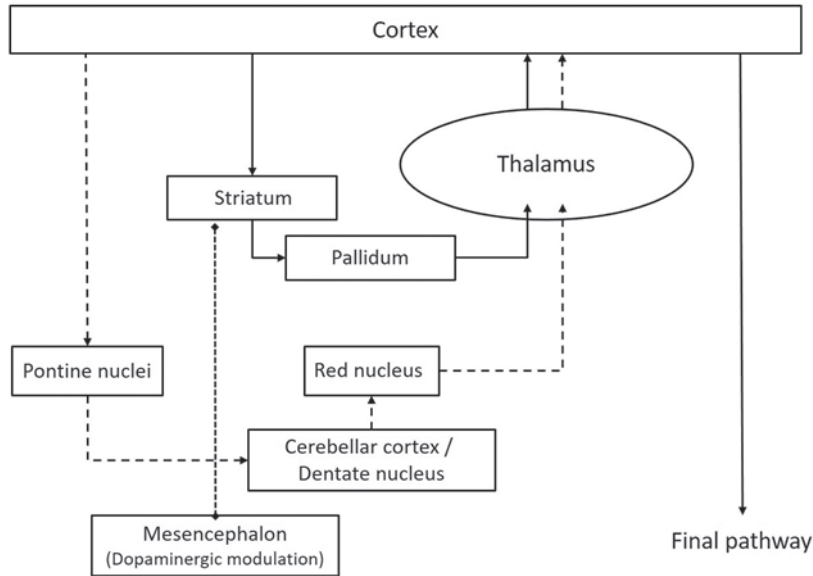 Cortex
Thalamus
Striatum
Pallidum
Pontine nuclei
Red nucleus
Cerebellar cortex /
Dentate nucleus
Mesencephalon
(Dopaminergic modulation)
Final pathway